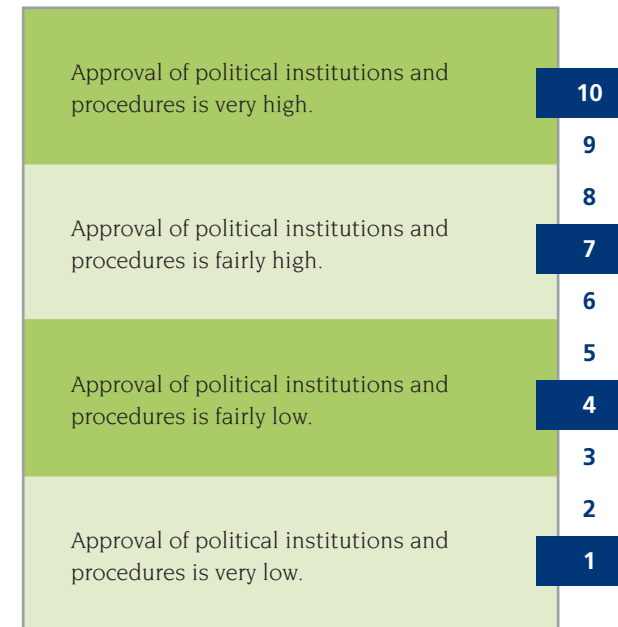 Approval of political institutions and
procedures is very high.
10
9
8
Approval of political institutions and
procedures is fairly high.
7
6
5
Approval of political institutions and
procedures is fairly low.
4
3
2
Approval of political institutions and
procedures is very low.
1